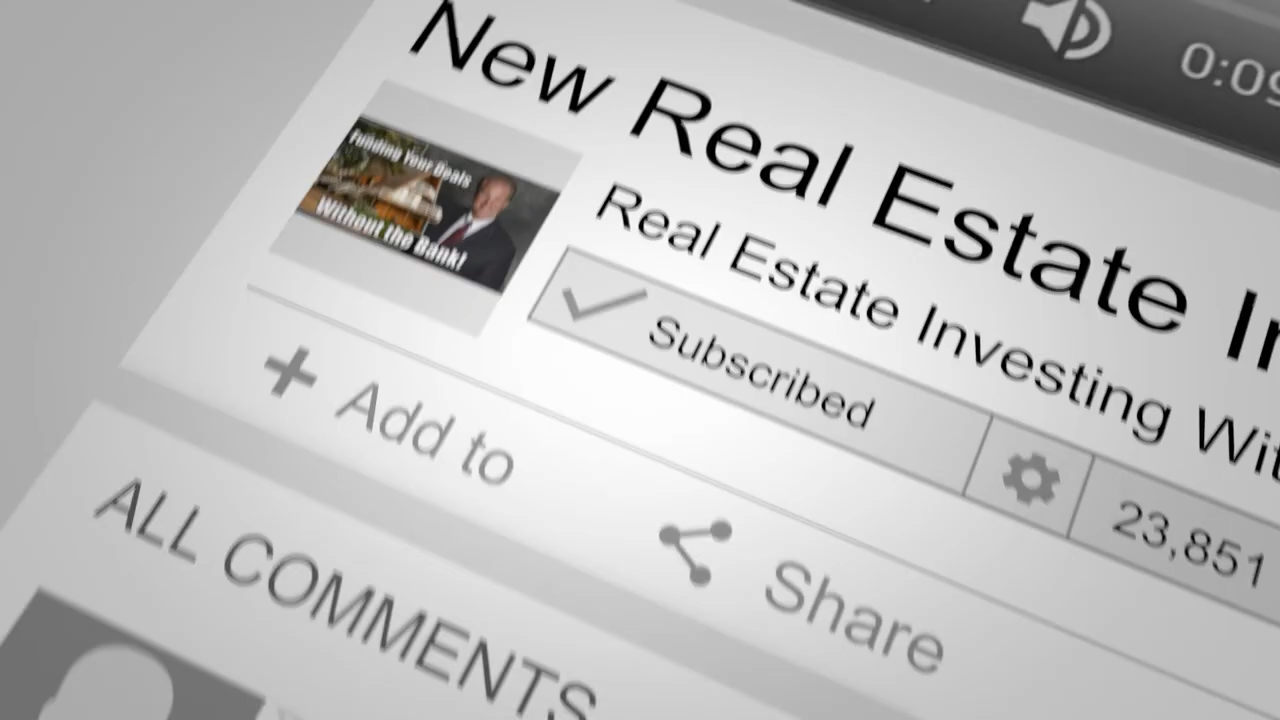 0:09
New Real Estate In
Funding Your Deals
Without the Bank!
Real Estate Investing Wit
Subscribed
23,851
Add to
Share
ALL COMMENTS